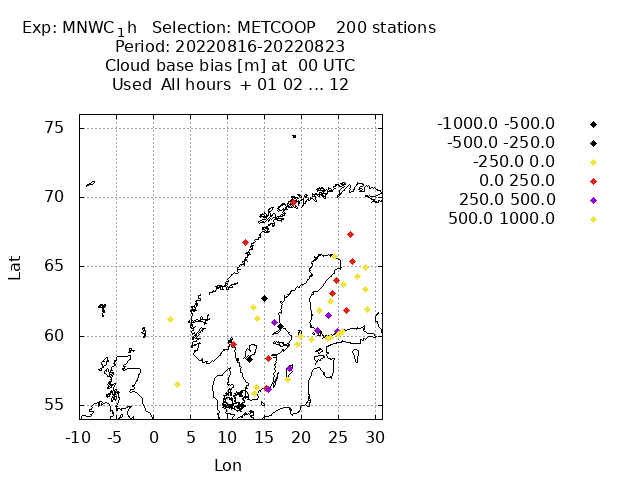 Exp: MNWC₁h   Selection: METCOOP    200 stations
Period: 20220816-20220823
Cloud base bias [m] at  00 UTC
Used  All hours  + 01 02 ... 12
-1000.0 -500.0
-500.0 -250.0
-250.0 0.0
0.0 250.0
250.0 500.0
500.0 1000.0
75
70
65
60
55
Lat
-10 -5 0 5 10 15 20 25 30
Lon